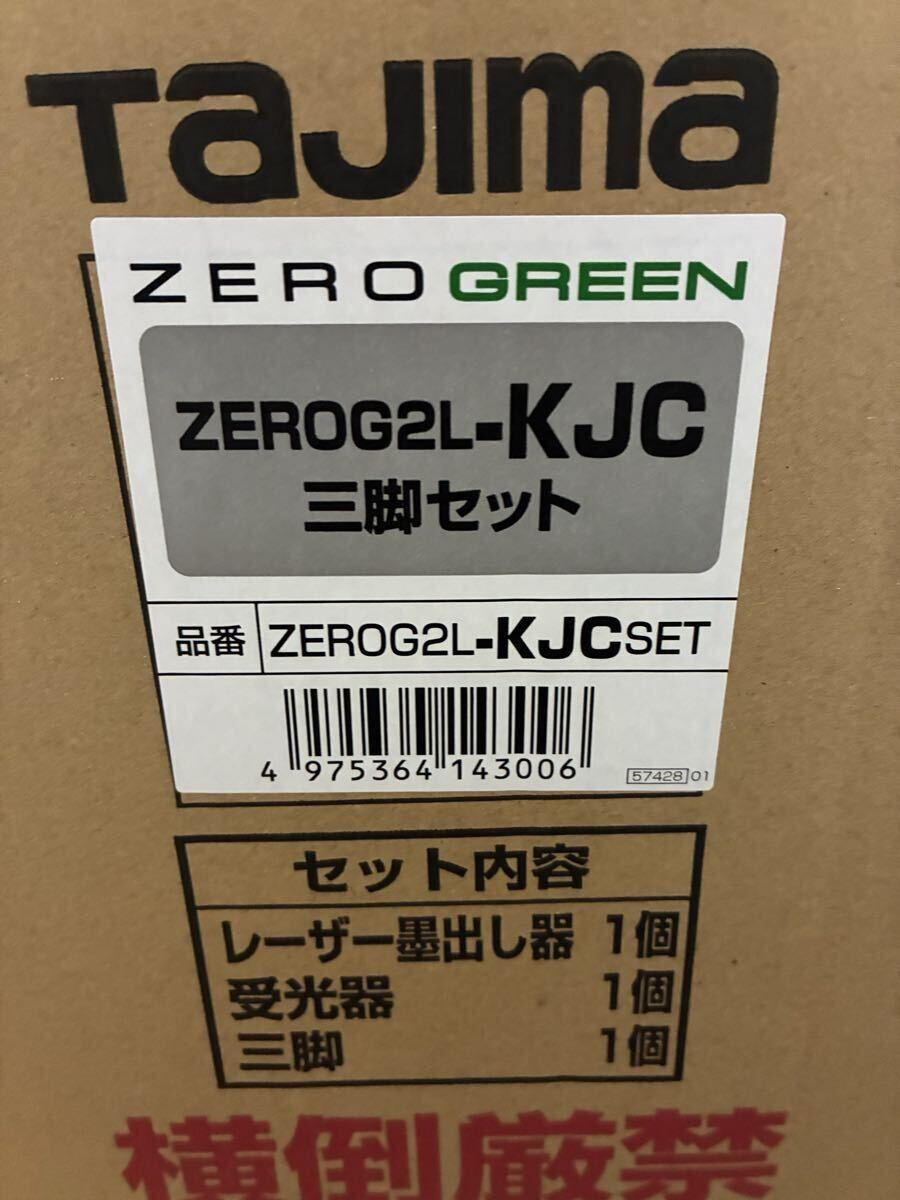 Tajima
ZERO GREEN
ZEROG2L-KJC
三脚セット
品番 ZEROG2L-KJCSET
4 975364 143006 57428 01
セット内容
レーザー墨出し器 1個
受光器 1個
三脚 1個
横倒厳禁